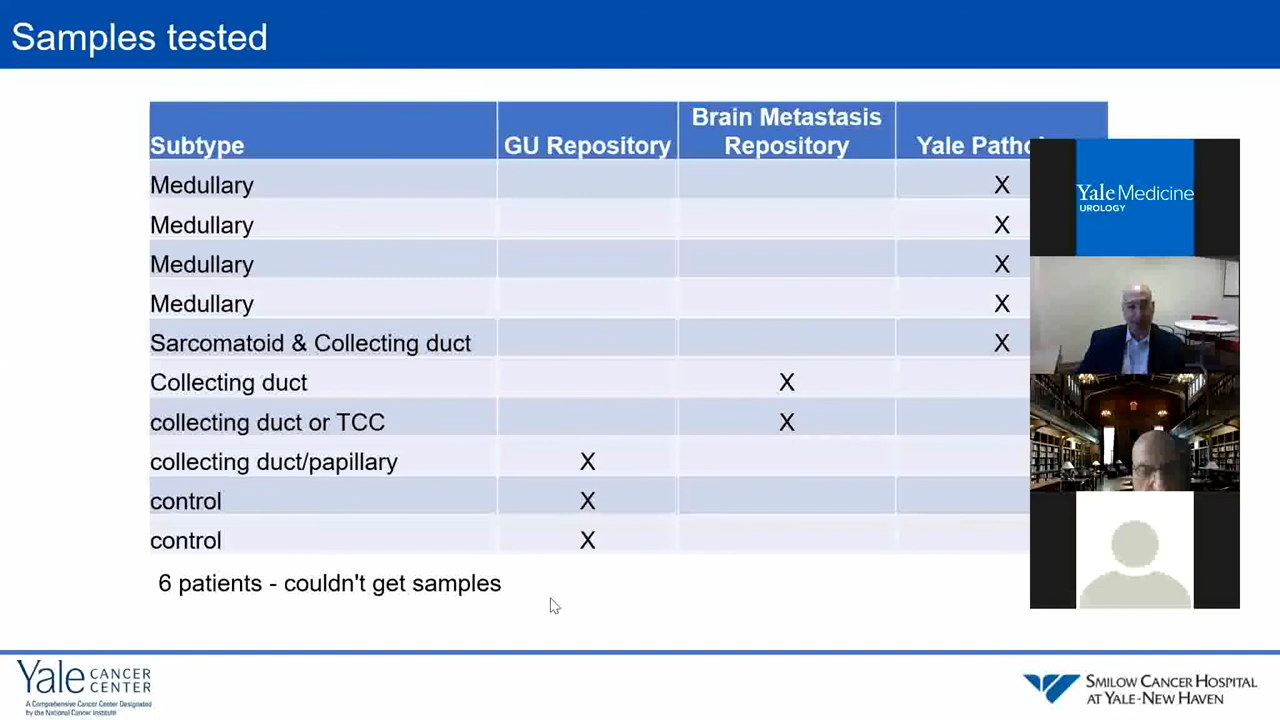 Samples tested
Subtype GU Repository Brain Metastasis Repository Yale
Medullary X
Medullary X
Medullary X
Medullary X
Sarcomatoid & Collecting duct X
Collecting duct X
collecting duct or TCC X
collecting duct/papillary X
control X
control X
6 patients - couldn't get samples
Yale Medicine
UROLOGY
Yale CANCER CENTER
A Comprehensive Cancer Center Designated
by the National Cancer Institute
SMILOW CANCER HOSPITAL
AT YALE-NEW HAVEN